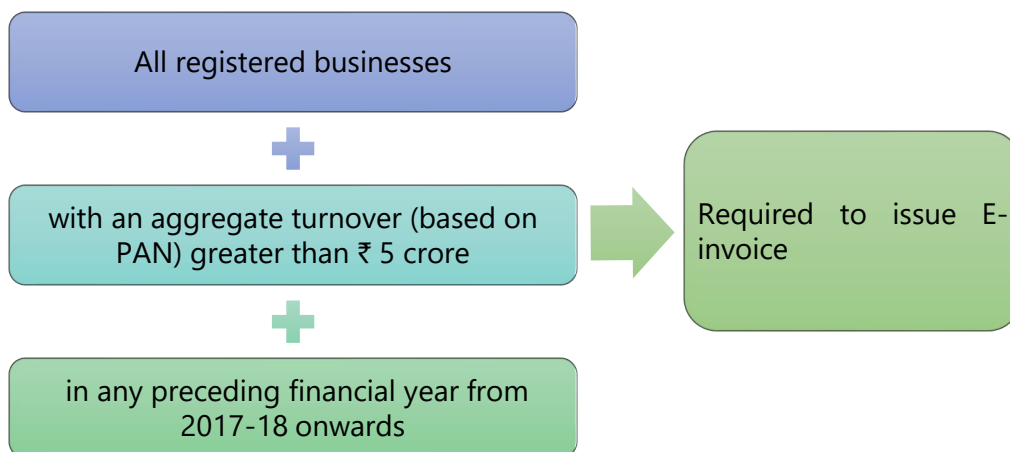 All registered businesses
with an aggregate turnover (based on
PAN) greater than ₹ 5 crore
in any preceding financial year from
2017-18 onwards
Required to issue E-
invoice